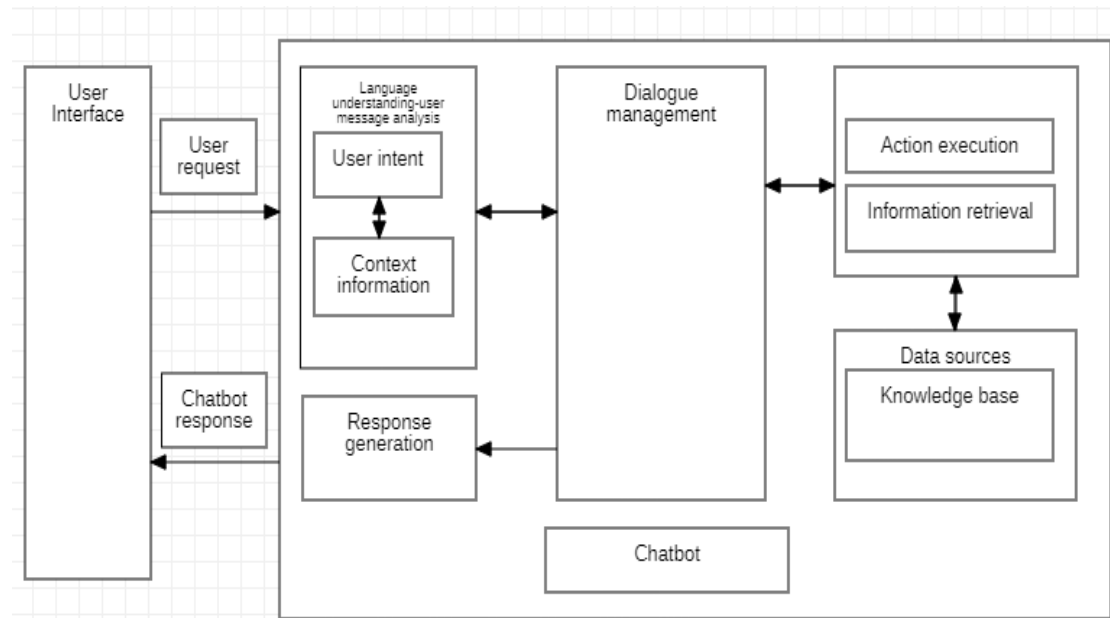 User
Interface
User
request
Chatbot
response
Language
understanding-user
message analysis
User intent
Context
information
Response
generation
Dialogue
management
Action execution
Information retrieval
Data sources
Knowledge base
Chatbot